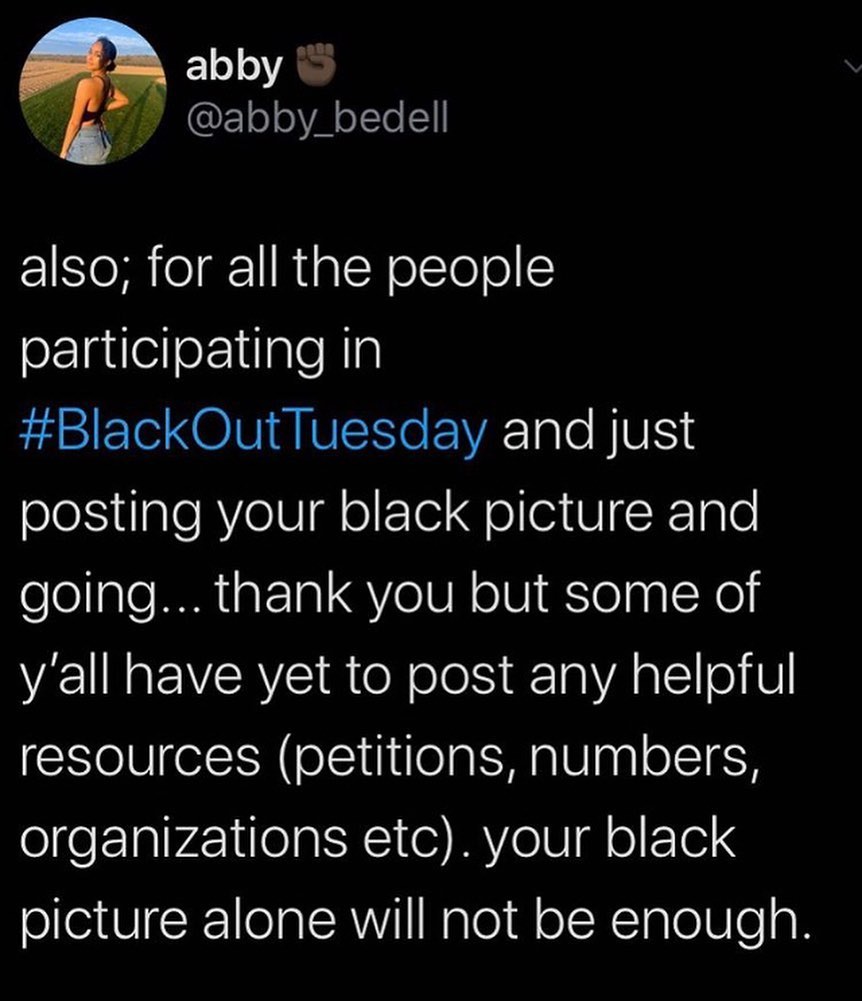 abby ✊🏿
@abby_bedell
also; for all the people
participating in
#BlackOutTuesday and just
posting your black picture and
going... thank you but some of
y'all have yet to post any helpful
resources (petitions, numbers,
organizations etc). your black
picture alone will not be enough.